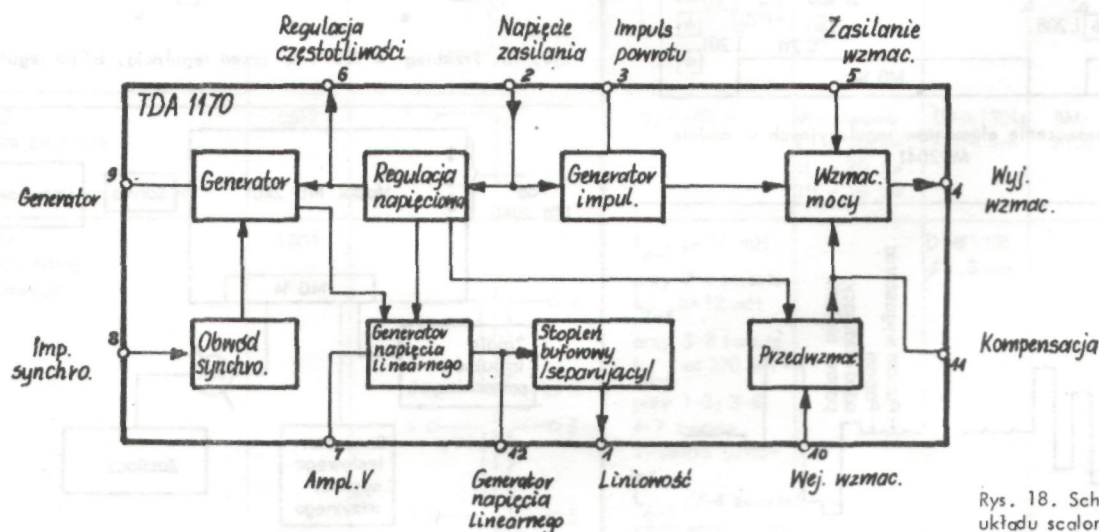 Regulacja
częstotliwości
6
Napięcie
zasilania
2
Impuls
powrotu
3
Zasilanie
wzmac.
5
TDA 1170
9
Generator
Generator
Regulacja
napięciowa
Generator
impul.
Wzmac.
mocy
4
Wyj.
wzmac.
8
Imp.
synchro.
Obwód
synchro.
Generator
napięcia
linearnego
Stopień
buforowy
/separujący/
Przedwzmac.
11
Kompensacja
7
Ampl. V
12
Generator
napięcia
linearnego
1
Liniowość
10
Wej. wzmac.
Rys. 18. Sch
układu scalon